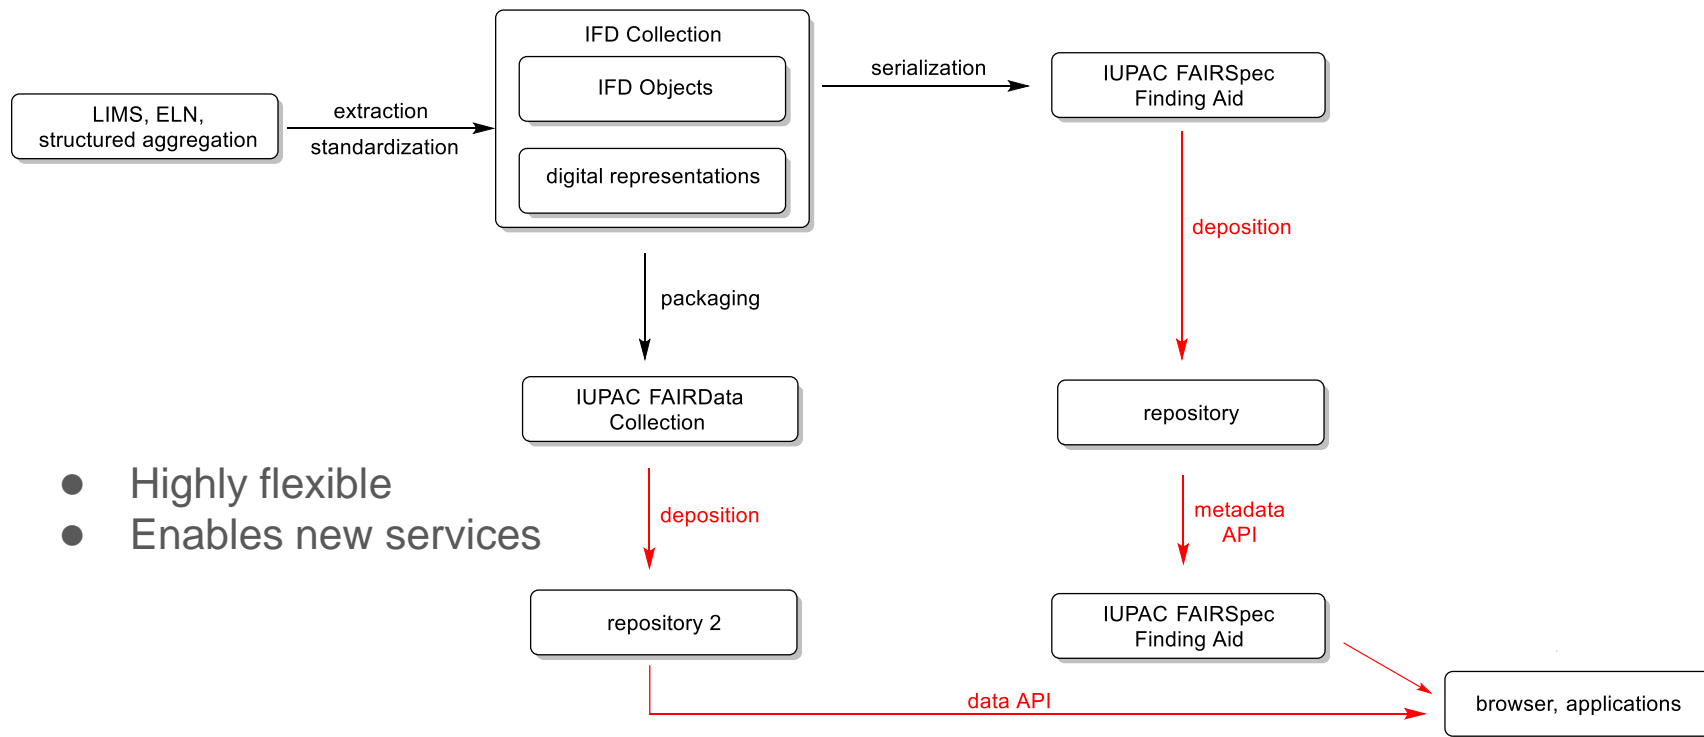 IFD Collection
IFD Objects
digital representations
LIMS, ELN,
structured aggregation
extraction
standardization
serialization
IUPAC FAIRSpec
Finding Aid
deposition
packaging
IUPAC FAIRData
Collection
repository
● Highly flexible
● Enables new services
deposition
metadata
API
repository 2
IUPAC FAIRSpec
Finding Aid
data API
browser, applications